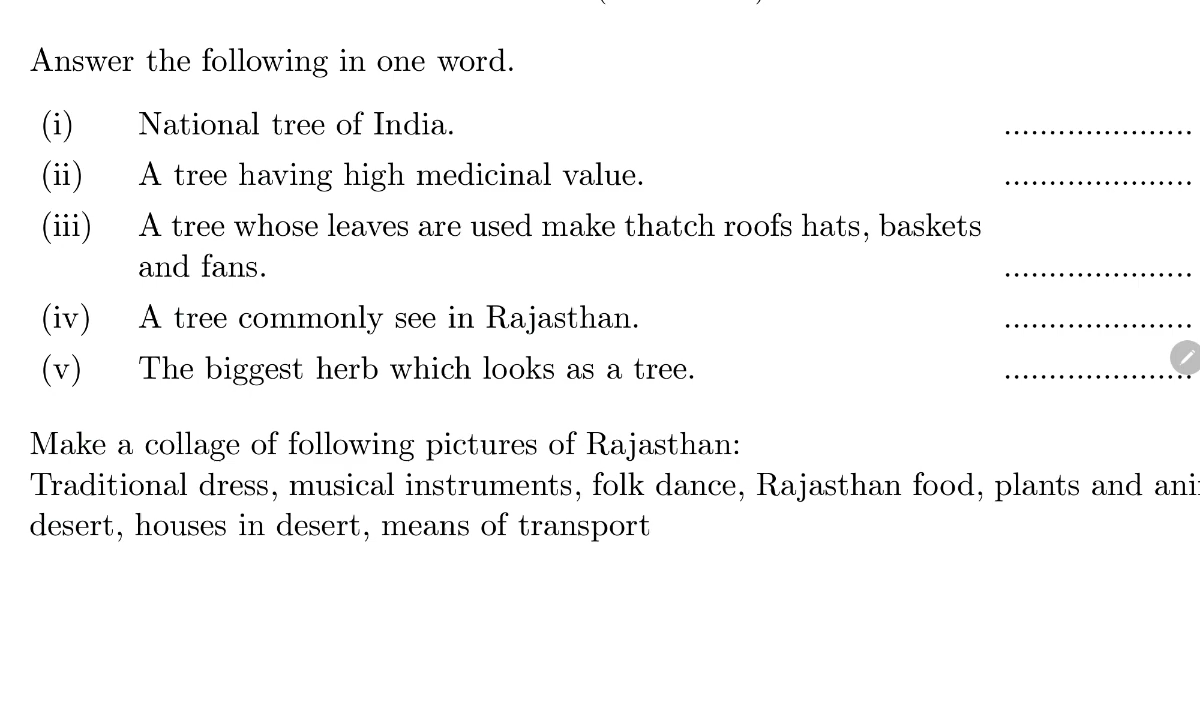 Answer the following in one word.
(i) National tree of India. .....................
(ii) A tree having high medicinal value. .....................
(iii) A tree whose leaves are used make thatch roofs hats, baskets
and fans. .....................
(iv) A tree commonly see in Rajasthan. .....................
(v) The biggest herb which looks as a tree. .....................
Make a collage of following pictures of Rajasthan:
Traditional dress, musical instruments, folk dance, Rajasthan food, plants and
desert, houses in desert, means of transport